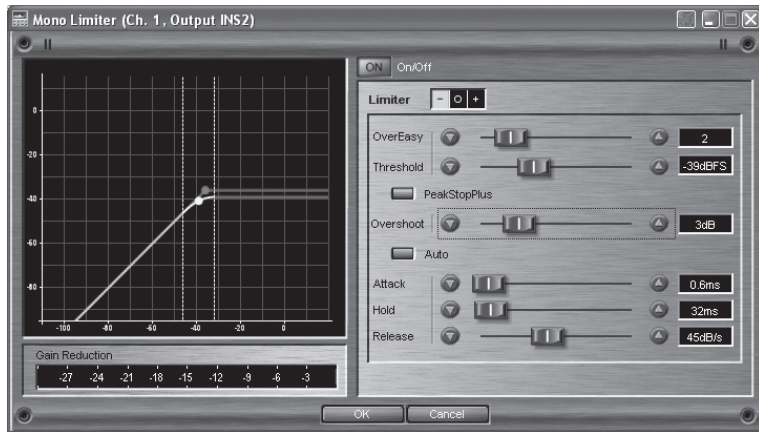 Mono Limiter (Ch. 1, Output INS2)
ON On/Off
Limiter - O +
OverEasy 2
Threshold -39dBFS
PeakStopPlus
Overshoot 3dB
Auto
Attack 0.6ms
Hold 32ms
Release 45dB/s
0
-20
-40
-60
-80
-100 -80 -60 -40 -20 0
Gain Reduction
-27 -24 -21 -18 -15 -12 -9 -6 -3
OK Cancel